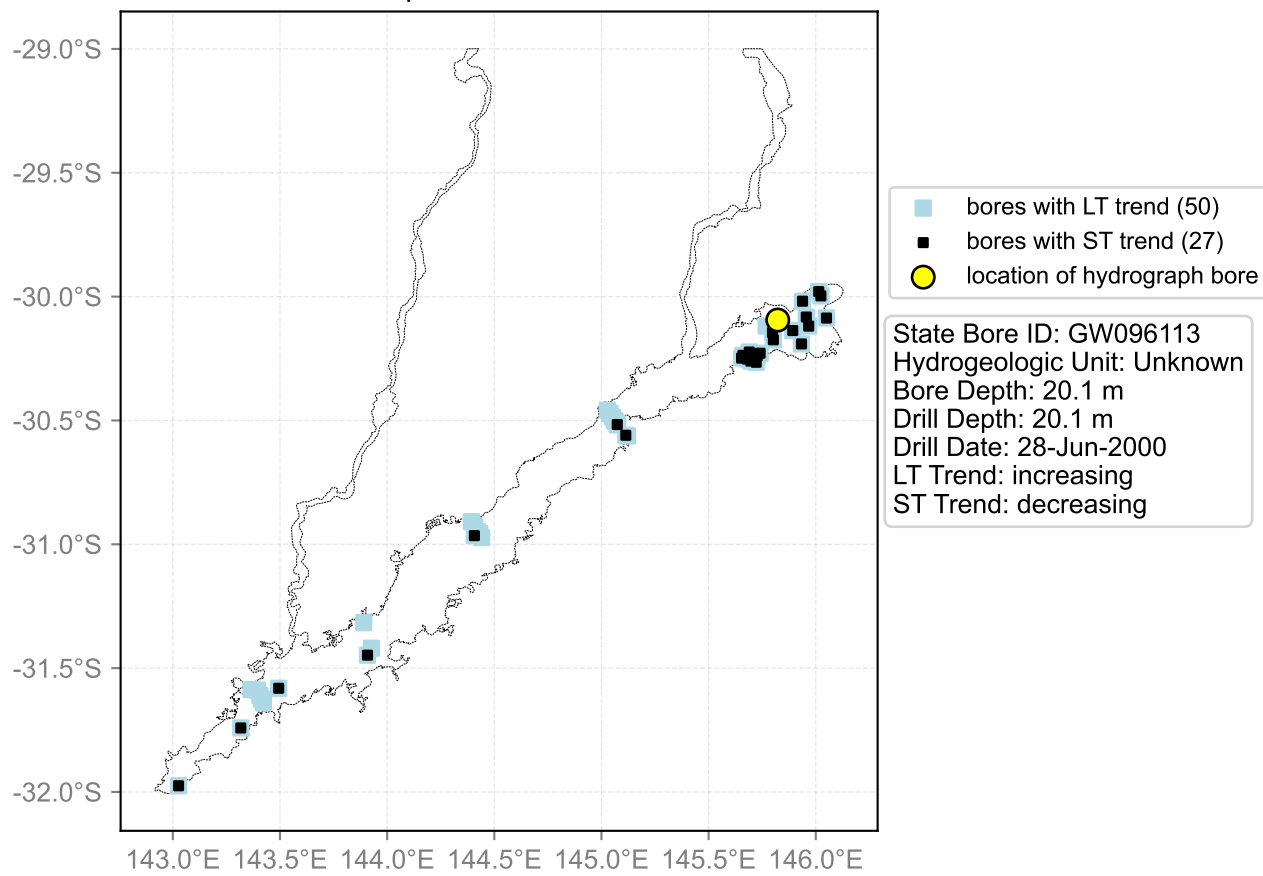 -29.0°S
-29.5°S
-30.0°S
-30.5°S
-31.0°S
-31.5°S
-32.0°S
143.0°E 143.5°E 144.0°E 144.5°E 145.0°E 145.5°E 146.0°E
bores with LT trend (50)
bores with ST trend (27)
location of hydrograph bore
State Bore ID: GW096113
Hydrogeologic Unit: Unknown
Bore Depth: 20.1 m
Drill Depth: 20.1 m
Drill Date: 28-Jun-2000
LT Trend: increasing
ST Trend: decreasing